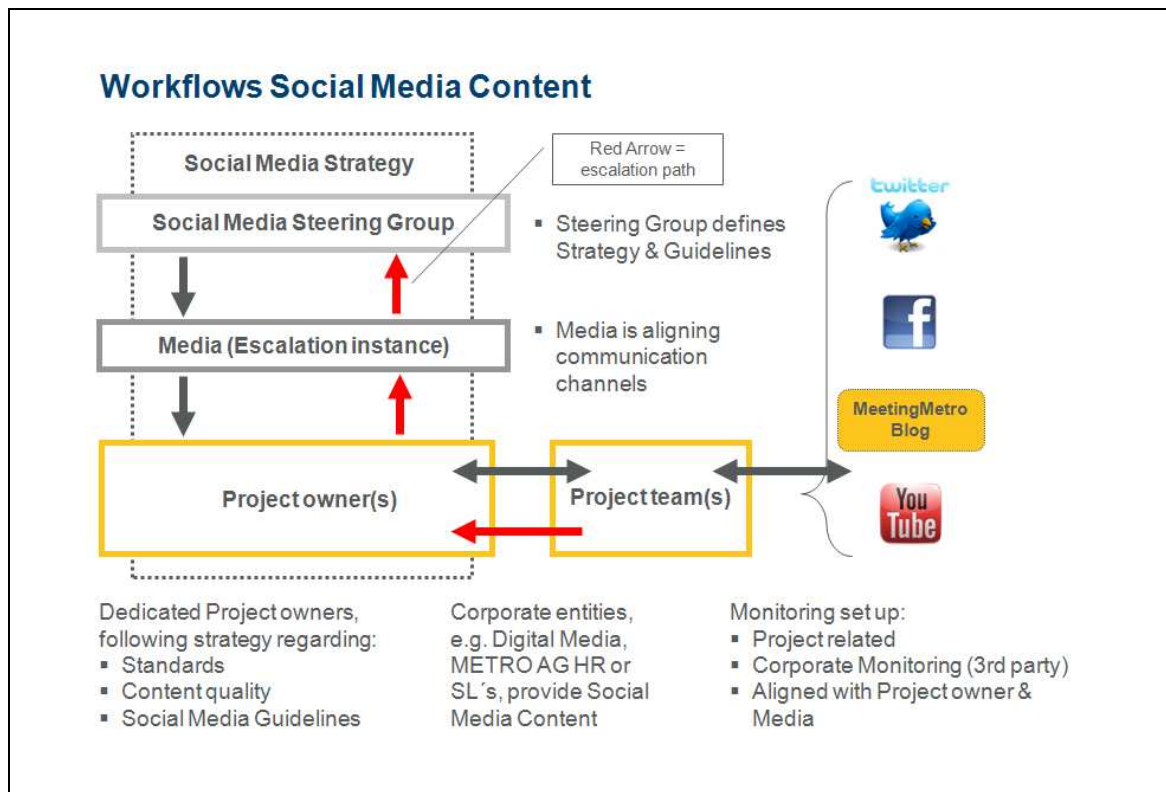 Workflows Social Media Content
Social Media Strategy
Red Arrow =
escalation path
Social Media Steering Group
▪ Steering Group defines
Strategy & Guidelines
Media (Escalation instance)
▪ Media is aligning
communication
channels
Project owner(s)
Project team(s)
twitter
f
MeetingMetro
Blog
You
Tube
Dedicated Project owners,
following strategy regarding:
▪ Standards
▪ Content quality
▪ Social Media Guidelines
Corporate entities,
e.g. Digital Media,
METRO AG HR or
SL´s, provide Social
Media Content
Monitoring set up:
▪ Project related
▪ Corporate Monitoring (3rd party)
▪ Aligned with Project owner &
Media